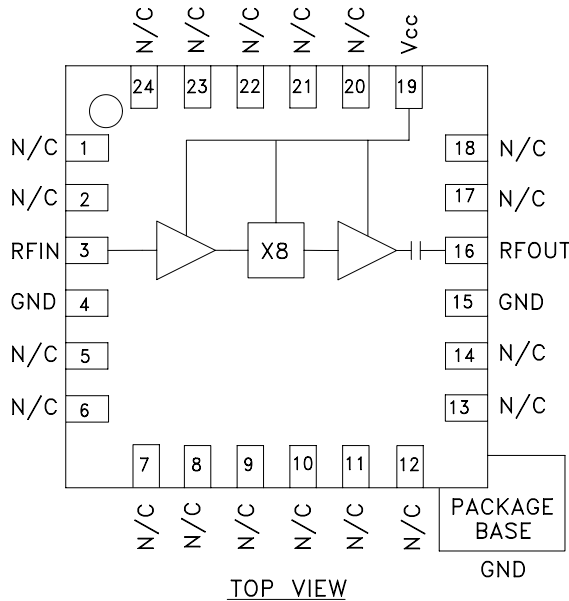 N/C N/C N/C N/C N/C Vcc
24 23 22 21 20 19
N/C 1
N/C 2
RFIN 3
GND 4
N/C 5
N/C 6
X8
18 N/C
17 N/C
16 RFOUT
15 GND
14 N/C
13 N/C
7 8 9 10 11 12
N/C N/C N/C N/C N/C N/C
PACKAGE
BASE
GND
TOP VIEW